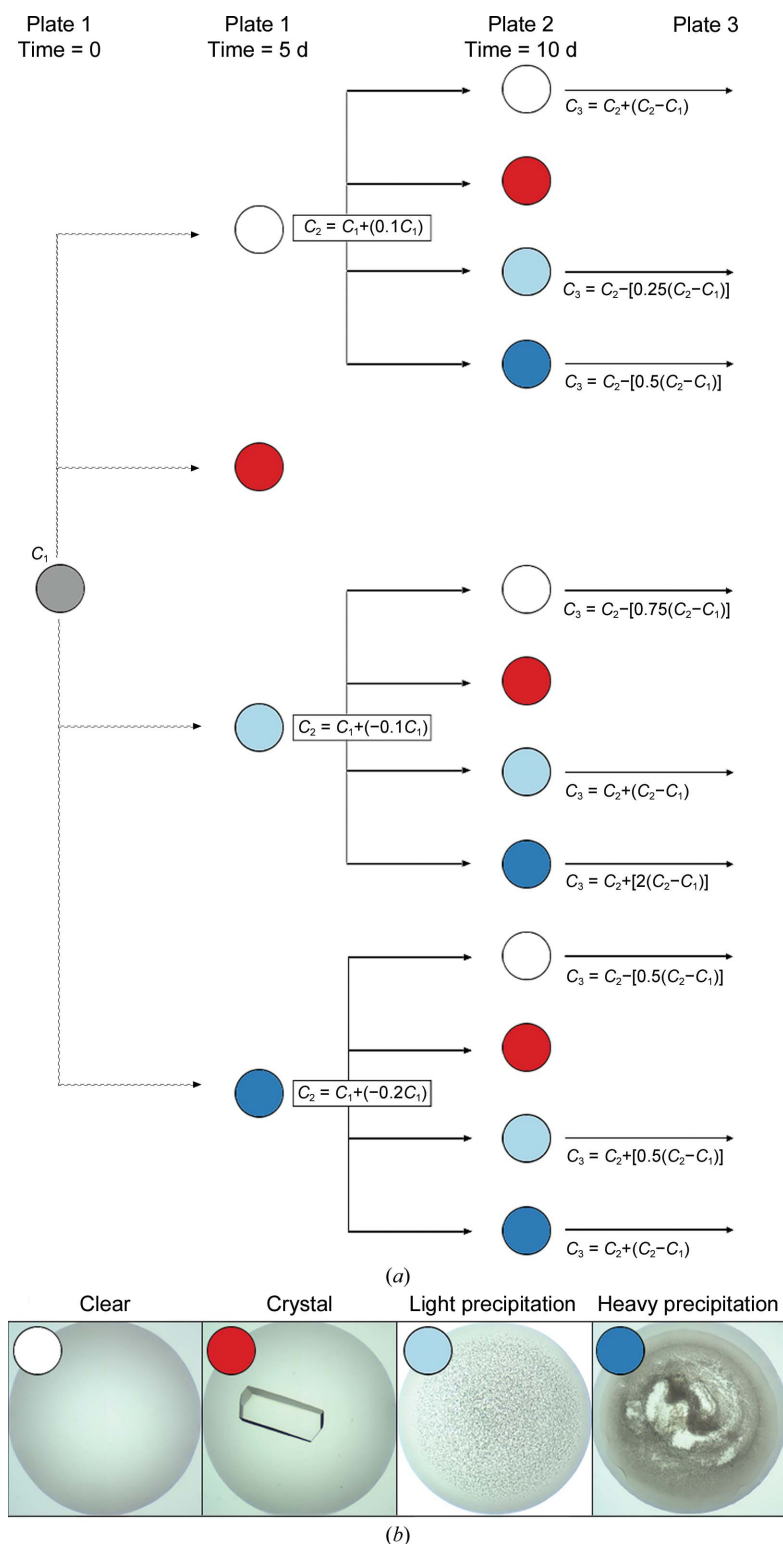 Plate 1
Time = 0
Plate 1
Time = 5 d
Plate 2
Time = 10 d
Plate 3
C₃ = C₂+(C₂−C₁)
C₂ = C₁+(0.1C₁)
C₃ = C₂−[0.25(C₂−C₁)]
C₃ = C₂−[0.5(C₂−C₁)]
C₁
C₃ = C₂−[0.75(C₂−C₁)]
C₂ = C₁+(−0.1C₁)
C₃ = C₂+(C₂−C₁)
C₃ = C₂+[2(C₂−C₁)]
C₃ = C₂−[0.5(C₂−C₁)]
C₂ = C₁+(−0.2C₁)
C₃ = C₂+[0.5(C₂−C₁)]
C₃ = C₂+(C₂−C₁)
(a)
Clear
Crystal
Light precipitation
Heavy precipitation
(b)